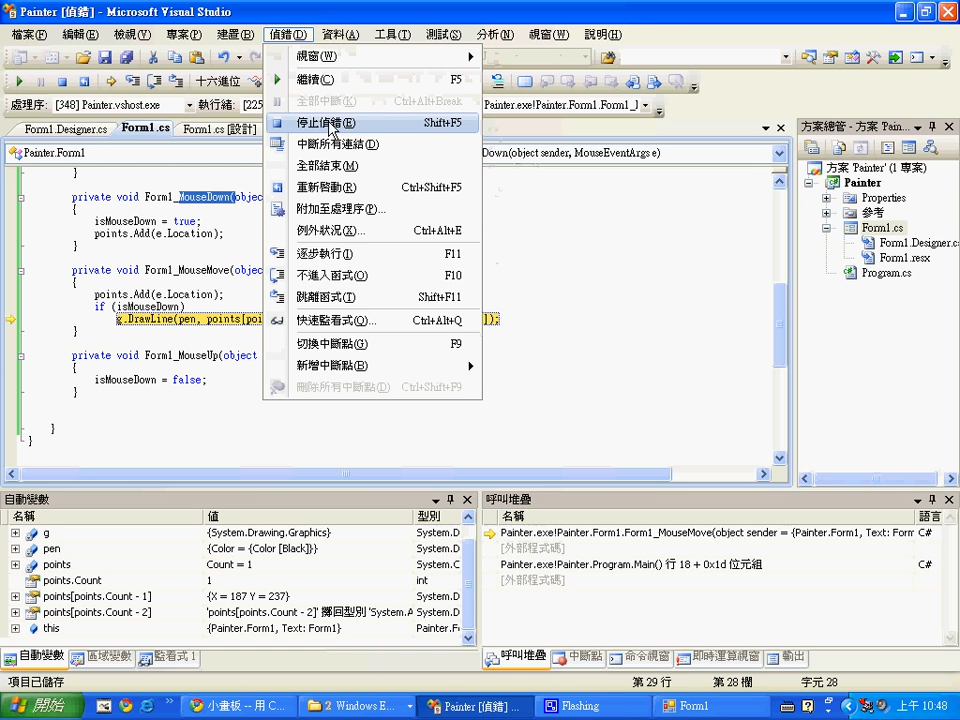 Painter [偵錯] - Microsoft Visual Studio
檔案(F) 編輯(E) 檢視(V) 專案(P) 建置(B) 偵錯(D) 資料(A) 工具(T) 測試(S) 分析(N) 視窗(W) 說明(H)
十六進位
處理序: [348] Painter.vshost.exe 執行緒: [225 Painter.exe!Painter.Form1.Form1_
Form1.Designer.cs Form1.cs Form1.cs [設計]
Painter.Form1
Down(object sender, MouseEventArgs e)
視窗(W)
繼續(C) F5
全部中斷(K) Ctrl+Alt+Break
停止偵錯(E) Shift+F5
中斷所有連結(D)
全部結束(M)
重新啟動(R) Ctrl+Shift+F5
附加至處理序(P)...
例外狀況(X)... Ctrl+Alt+E
逐步執行(I) F11
不進入函式(O) F10
跳離函式(T) Shift+F11
快速監看式(Q)... Ctrl+Alt+Q
切換中斷點(G) F9
新增中斷點(B)
刪除所有中斷點(D) Ctrl+Shift+F9
}
private void Form1_MouseDown(objec
{
isMouseDown = true;
points.Add(e.Location);
}
private void Form1_MouseMove(objec
{
points.Add(e.Location);
if (isMouseDown)
g.DrawLine(pen, points[poi ]);
}
private void Form1_MouseUp(object
{
isMouseDown = false;
}
}
}
方案總管 - 方案 'Pain...
方案 'Painter' (1 專案)
Painter
Properties
參考
Form1.cs
Form1.Designer.c
Form1.resx
Program.cs
自動變數
名稱 值 型別
g {System.Drawing.Graphics} System.D
pen {Color = {Color [Black]}} System.D
points Count = 1 System.C
points.Count 1 int
points[points.Count - 1] {X = 187 Y = 237} System.D
points[points.Count - 2] 'points[points.Count - 2]' 擲回型別 'System.A System.D
this {Painter.Form1, Text: Form1} Painter.F
自動變數 區域變數 監看式 1
呼叫堆疊
名稱 語言
Painter.exe!Painter.Form1.Form1_MouseMove(object sender = {Painter.Form1, Text: Form C#
[外部程式碼]
Painter.exe!Painter.Program.Main() 行 18 + 0x1d 位元組 C#
[外部程式碼]
呼叫堆疊 中斷點 命令視窗 即時運算視窗 輸出
項目已儲存 第 29 行 第 28 欄 字元 28
開始 小畫板 -- 用 C... 2 Windows E... Painter [偵錯] ... Flashing Form1 上午 10:48